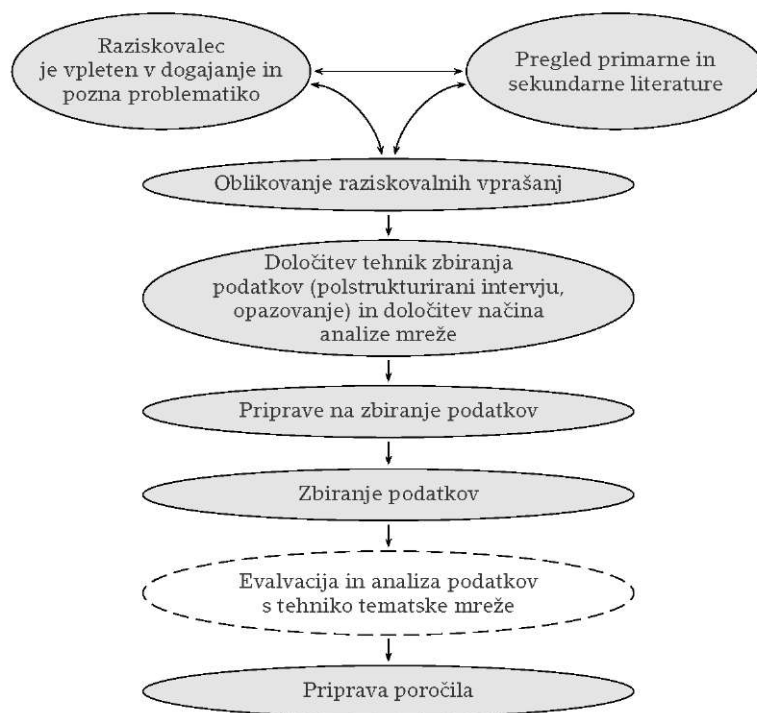 Raziskovalec
je vpleten v dogajanje in
pozna problematiko
Pregled primarne in
sekundarne literature
Oblikovanje raziskovalnih vprašanj
Določitev tehnik zbiranja
podatkov (polstrukturirani intervju,
opazovanje) in določitev načina
analize mreže
Priprave na zbiranje podatkov
Zbiranje podatkov
Evalvacija in analiza podatkov
s tehniko tematske mreže
Priprava poročila